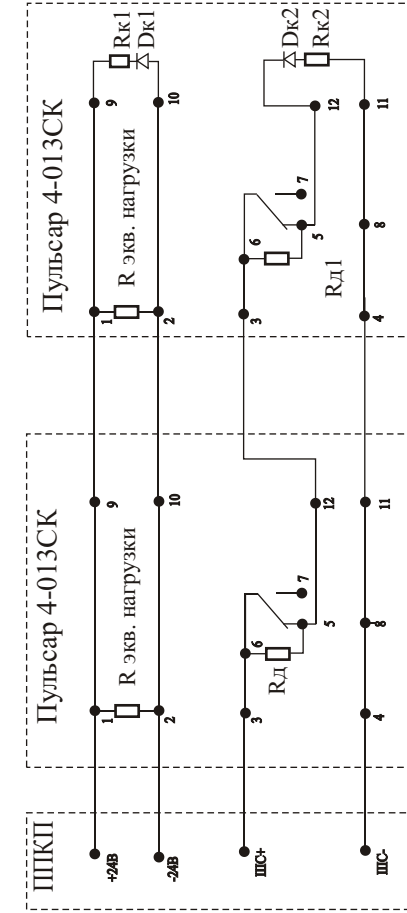 ППКП
+24В
-24В
ШС+
ШС-
Пульсар 4-013СК
1
9
R экв. нагрузки
2
10
3
6
7
Rд
5
12
4
8
11
Пульсар 4-013СК
1
9
Rк1
R экв. нагрузки
Dк1
2
10
3
6
7
5
12
Dк2
Rк2
Rд1
4
8
11